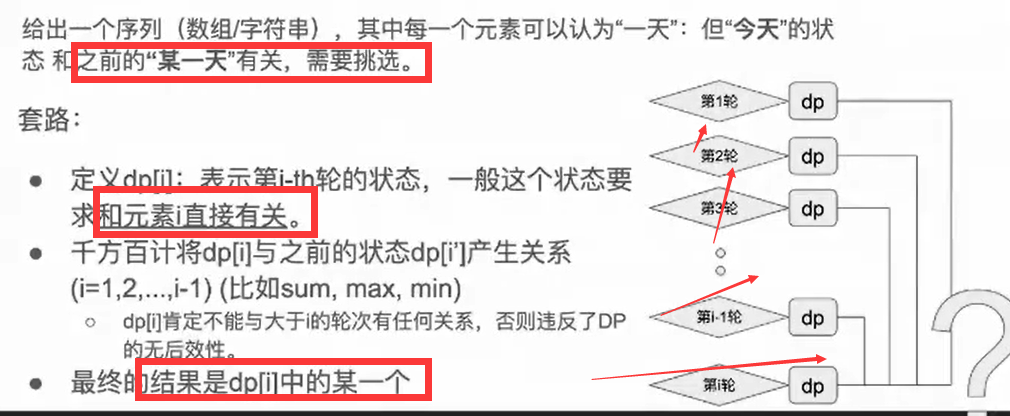 给出一个序列（数组/字符串），其中每一个元素可以认为“一天”：但“今天”的状
态 和之前的“某一天”有关，需要挑选。
套路：
● 定义dp[i]：表示第i-th轮的状态，一般这个状态要
求和元素i直接有关。
● 千方百计将dp[i]与之前的状态dp[i']产生关系
(i=1,2,...,i-1) (比如sum, max, min)
○ dp[i]肯定不能与大于i的轮次有任何关系，否则违反了DP
的无后效性。
● 最终的结果是dp[i]中的某一个
第1轮 dp
第2轮 dp
第3轮 dp
第i-1轮 dp
第i轮 dp
?